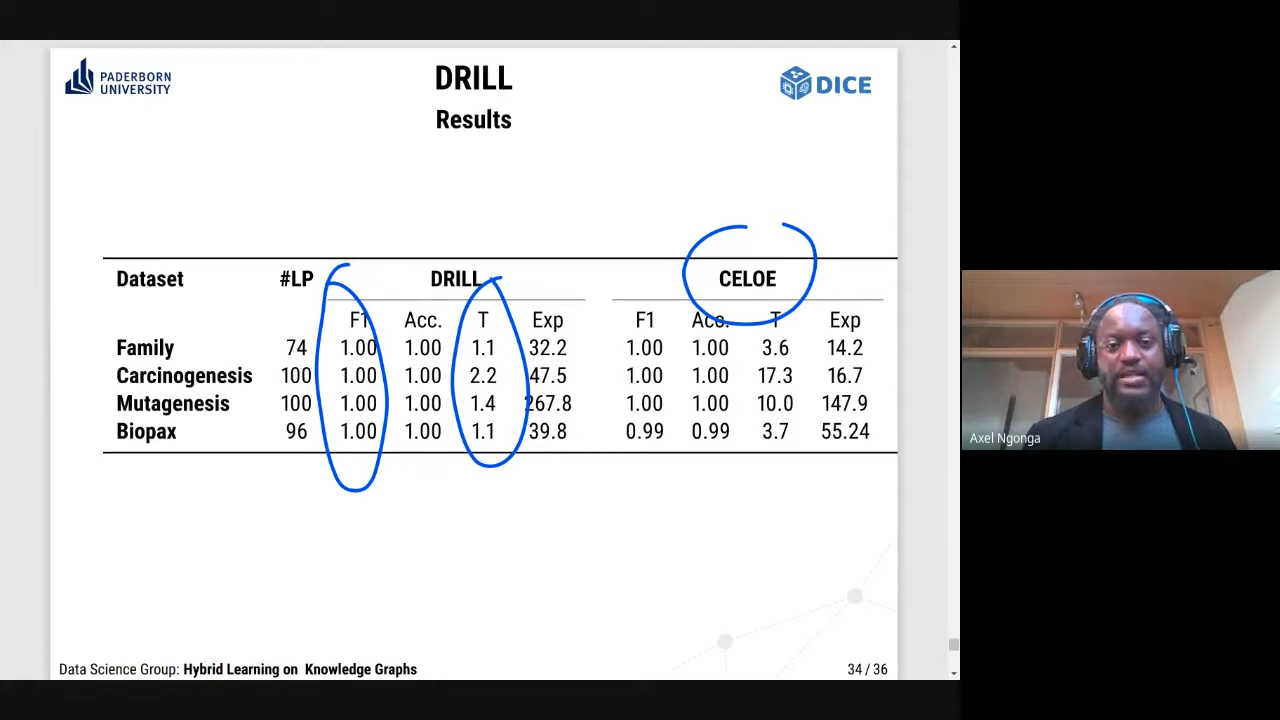 PADERBORN
UNIVERSITY
DRILL
Results
DICE
Dataset #LP DRILL CELOE
F1 Acc. T Exp F1 Acc. T Exp
Family 74 1.00 1.00 1.1 32.2 1.00 1.00 3.6 14.2
Carcinogenesis 100 1.00 1.00 2.2 47.5 1.00 1.00 17.3 16.7
Mutagenesis 100 1.00 1.00 1.4 267.8 1.00 1.00 10.0 147.9
Biopax 96 1.00 1.00 1.1 39.8 0.99 0.99 3.7 55.24
Data Science Group: Hybrid Learning on Knowledge Graphs 34 / 36
Axel Ngonga